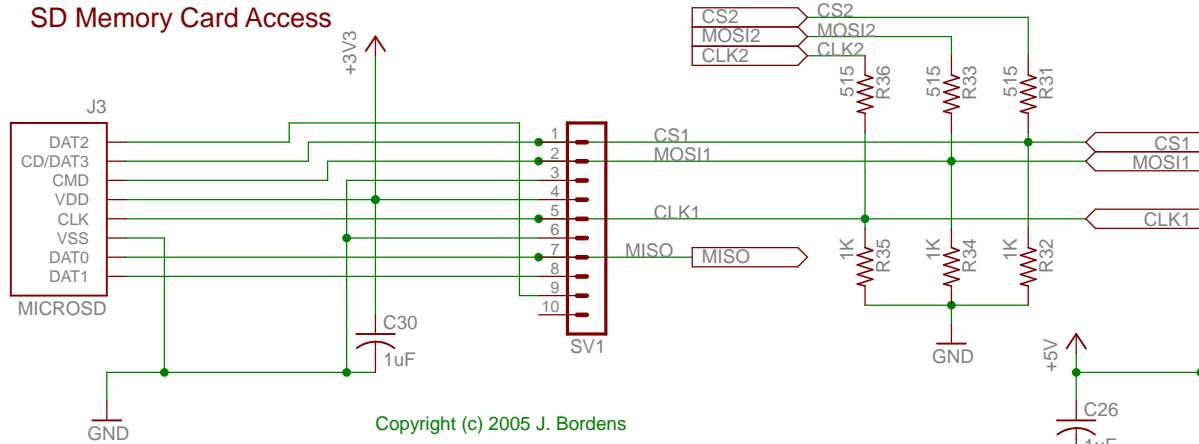 SD Memory Card Access
+3V3
J3
DAT2
CD/DAT3
CMD
VDD
CLK
VSS
DAT0
DAT1
MICROSD
GND
C30
1uF
1
2
3
4
5
6
7
8
9
10
SV1
CS1
MOSI1
CLK1
MISO
MISO
CS2
MOSI2
CLK2
CS2
MOSI2
CLK2
515
R36
515
R33
515
R31
1K
R35
1K
R34
1K
R32
GND
CS1
MOSI1
CLK1
+5V
C26
1uF
Copyright (c) 2005 J. Bordens